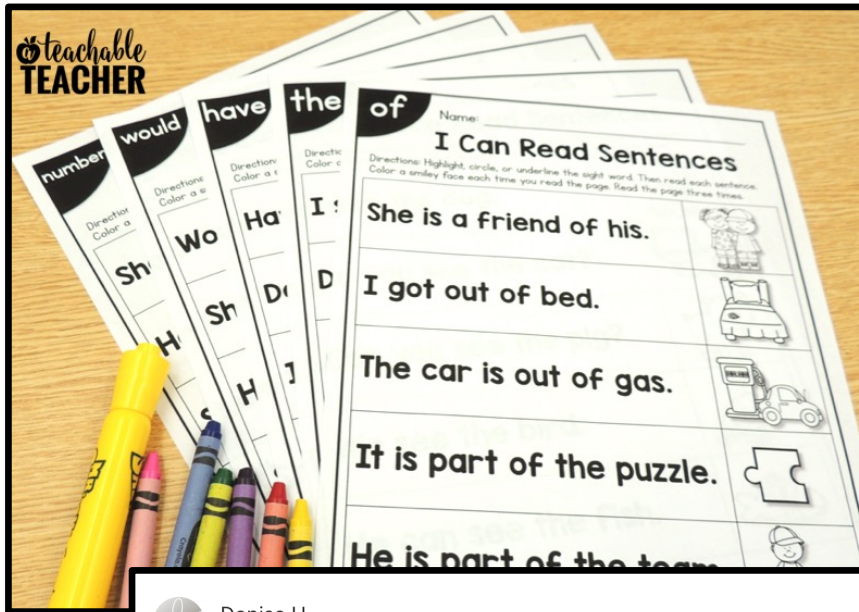 a teachable
TEACHER
number
would
have
the
of
Name:
I Can Read Sentences
Directions: Highlight, circle, or underline the sight word. Then read each sentence.
Color a smiley face each time you read the page. Read the page three times.
She is a friend of his.
I got out of bed.
The car is out of gas.
It is part of the puzzle.
He is part of the team.
Denise H.